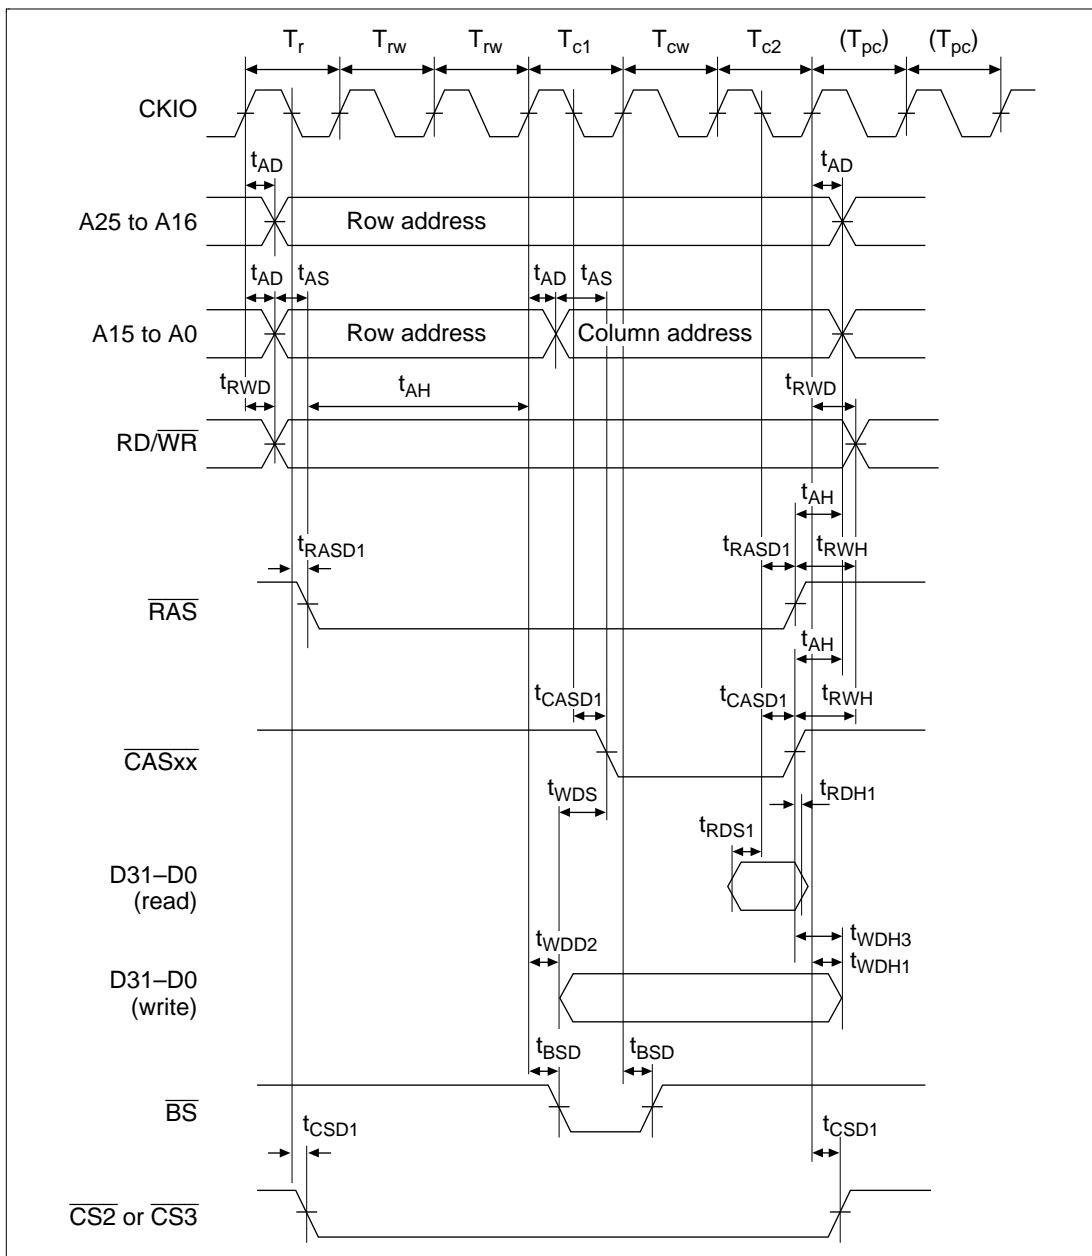 Tr Trw Trw Tc1 Tcw Tc2 (Tpc) (Tpc)
CKIO
tAD tAD
A25 to A16 Row address
tAD tAS tAD tAS
A15 to A0 Row address Column address
tRWD tAH tRWD
RD/WR
tAH
tRASD1 tRASD1 tRWH
RAS
tAH
tCASD1 tCASD1 tRWH
CASxx
tWDS tRDH1
tRDS1
D31–D0
(read)
tWDD2 tWDH3
tWDH1
D31–D0
(write)
tBSD tBSD
BS
tCSD1 tCSD1
CS2 or CS3